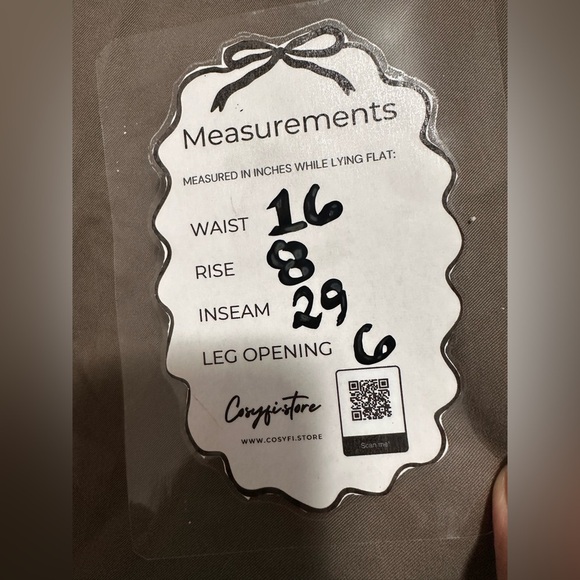 Measurements
MEASURED IN INCHES WHILE LYING FLAT:
WAIST 16
RISE 8
INSEAM 29
LEG OPENING 6
Cosyfi.store
WWW.COSYFI.STORE
Scan me!